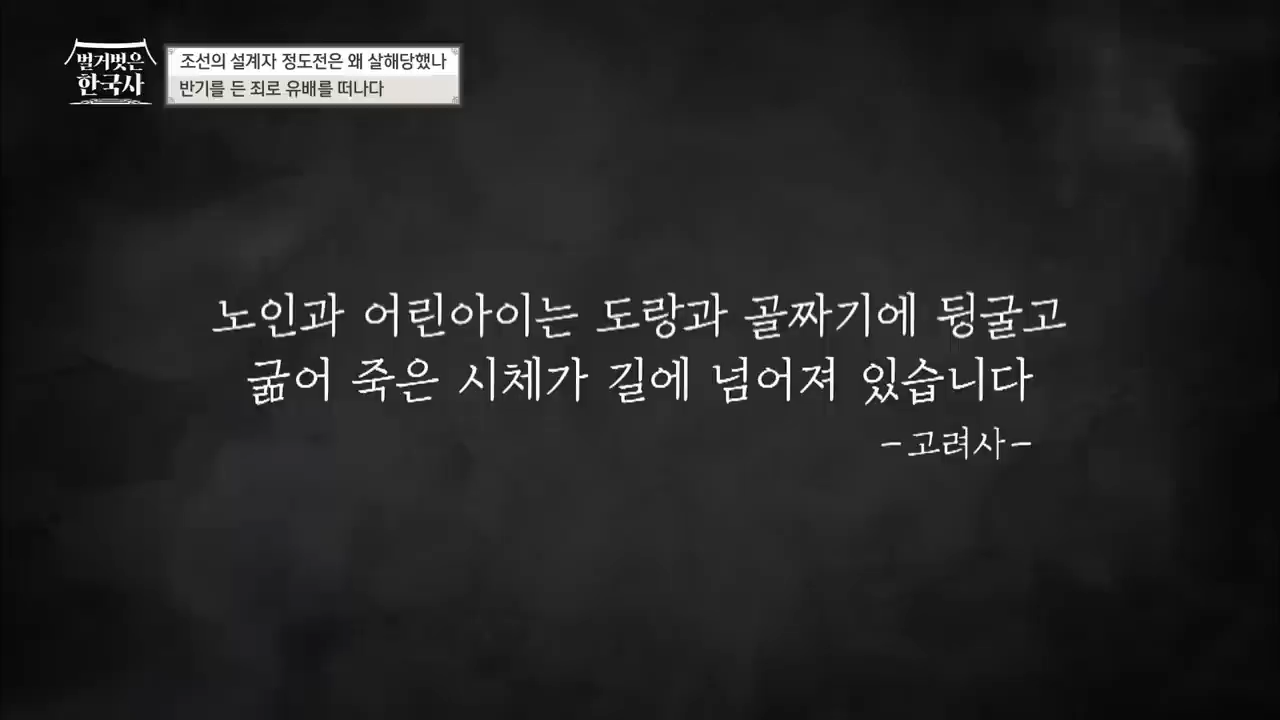 벌거벗은
한국사
조선의 설계자 정도전은 왜 살해당했나
반기를 든 죄로 유배를 떠나다
노인과 어린아이는 도랑과 골짜기에 뒹굴고
굶어 죽은 시체가 길에 넘어져 있습니다
-고려사-